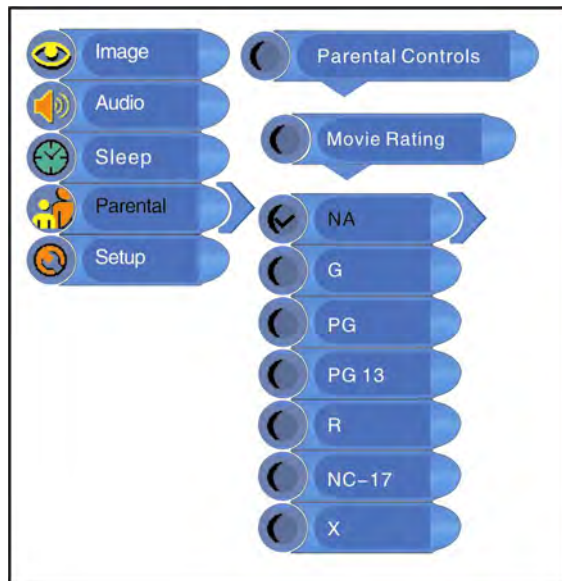 Image
Audio
Sleep
Parental
Setup
Parental Controls
Movie Rating
NA
G
PG
PG 13
R
NC-17
X